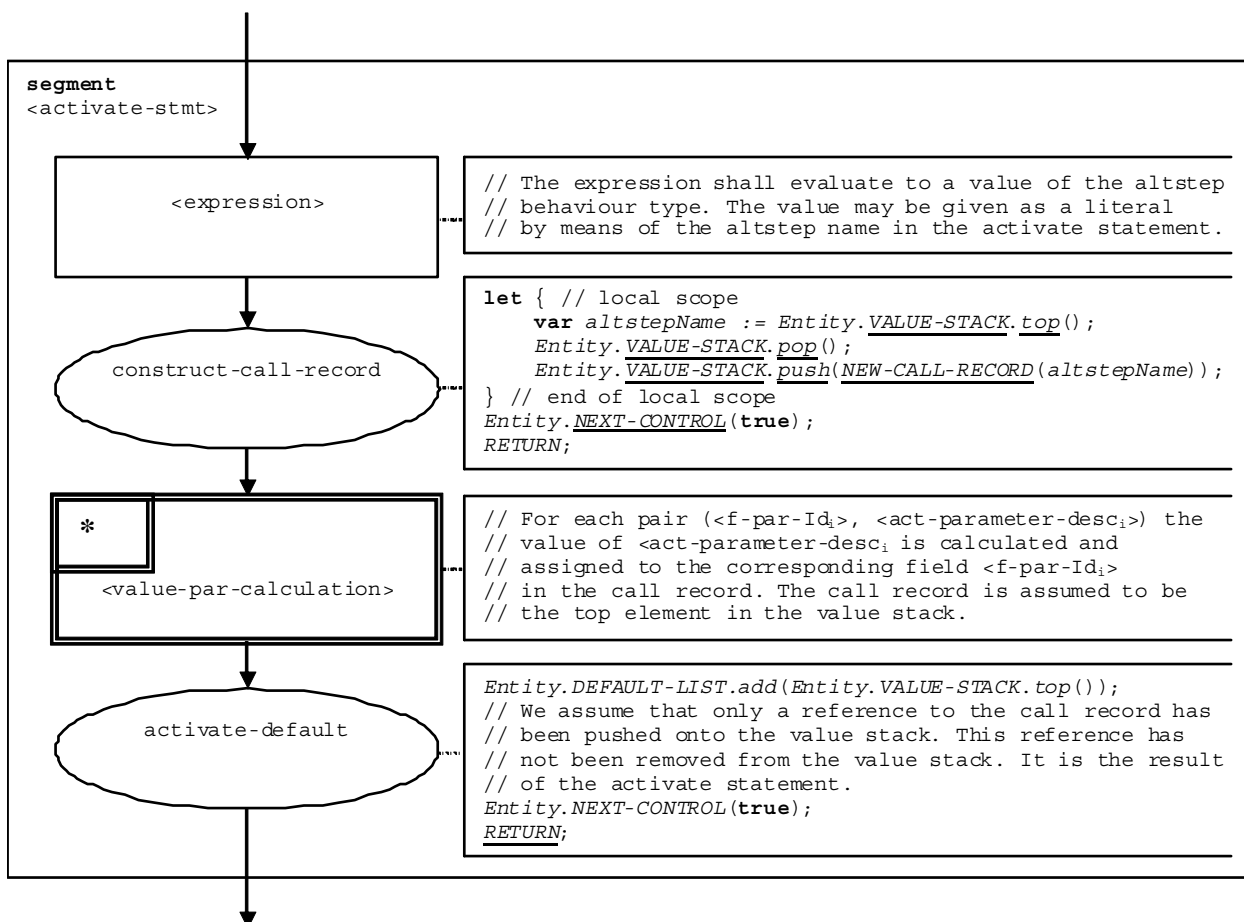 segment
<activate-stmt>
<expression>
// The expression shall evaluate to a value of the altstep
// behaviour type. The value may be given as a literal
// by means of the altstep name in the activate statement.
construct-call-record
let { // local scope
var altstepName := Entity.VALUE-STACK.top();
Entity.VALUE-STACK.pop();
Entity.VALUE-STACK.push(NEW-CALL-RECORD(altstepName));
} // end of local scope
Entity.NEXT-CONTROL(true);
RETURN;
*
<value-par-calculation>
// For each pair (<f-par-Idi>, <act-parameter-desci>) the
// value of <act-parameter-desci is calculated and
// assigned to the corresponding field <f-par-Idi>
// in the call record. The call record is assumed to be
// the top element in the value stack.
activate-default
Entity.DEFAULT-LIST.add(Entity.VALUE-STACK.top());
// We assume that only a reference to the call record has
// been pushed onto the value stack. This reference has
// not been removed from the value stack. It is the result
// of the activate statement.
Entity.NEXT-CONTROL(true);
RETURN;